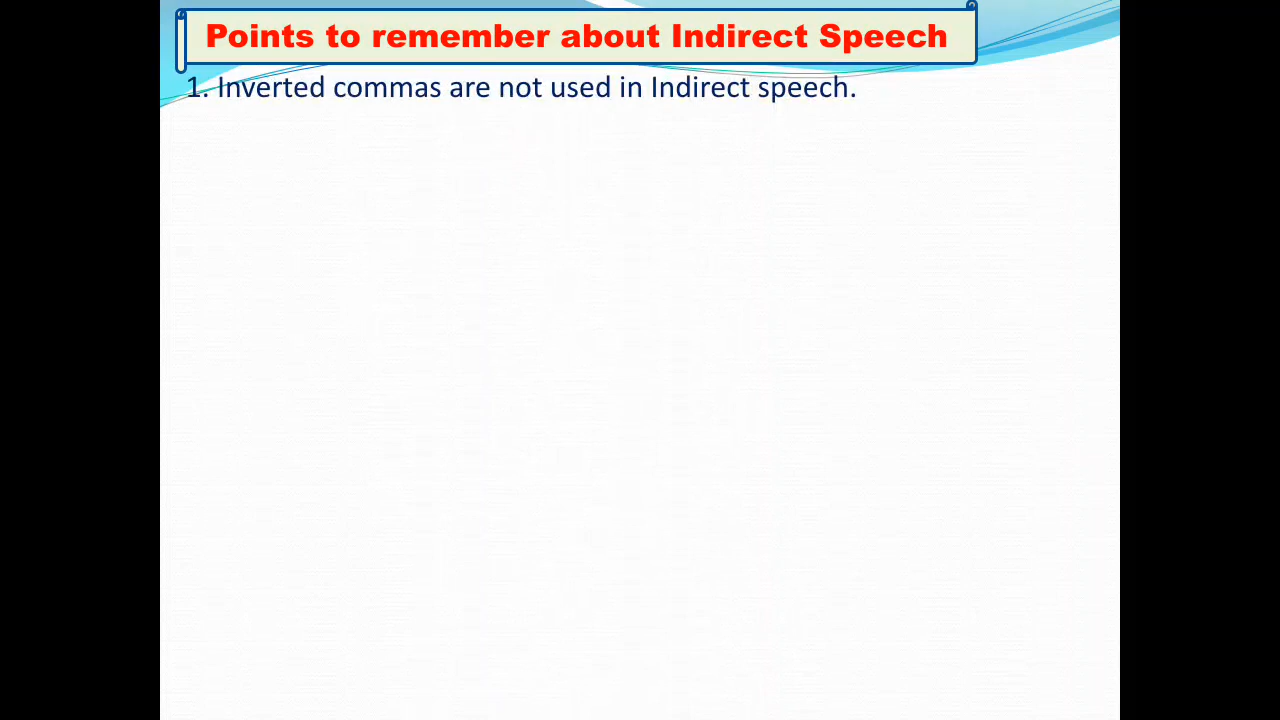 Points to remember about Indirect Speech
1. Inverted commas are not used in Indirect speech.